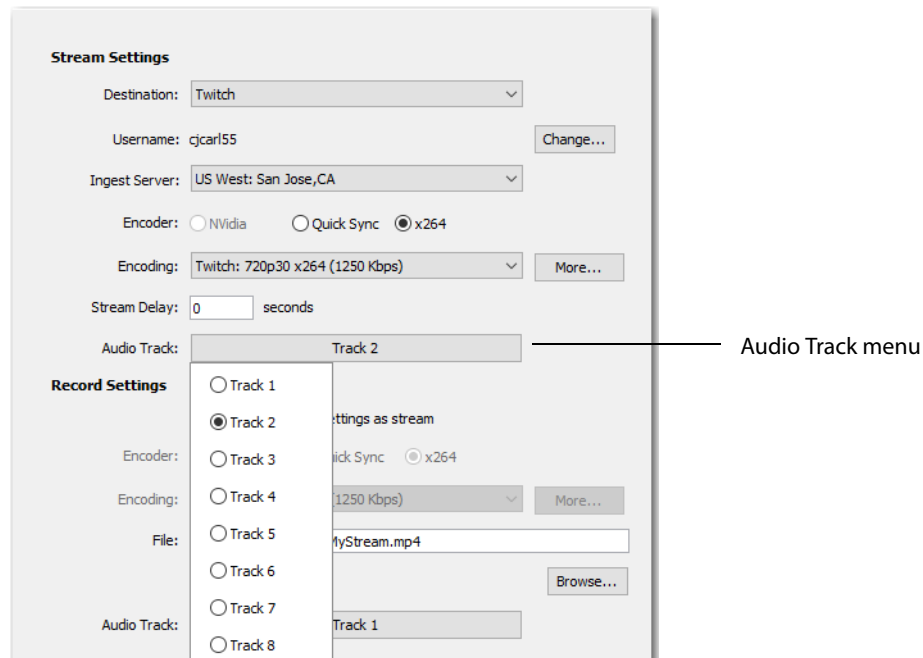 Stream Settings
Destination: Twitch
Username: cjcarl55 Change...
Ingest Server: US West: San Jose,CA
Encoder: NVidia Quick Sync x264
Encoding: Twitch: 720p30 x264 (1250 Kbps) More...
Stream Delay: 0 seconds
Audio Track: Track 2 Audio Track menu
Record Settings Track 1
Track 2 ttings as stream
Encoder: Track 3 ick Sync x264
Encoding: Track 4 1250 Kbps) More...
File: Track 5 MyStream.mp4
Track 6 Browse...
Track 7
Audio Track: Track 1
Track 8